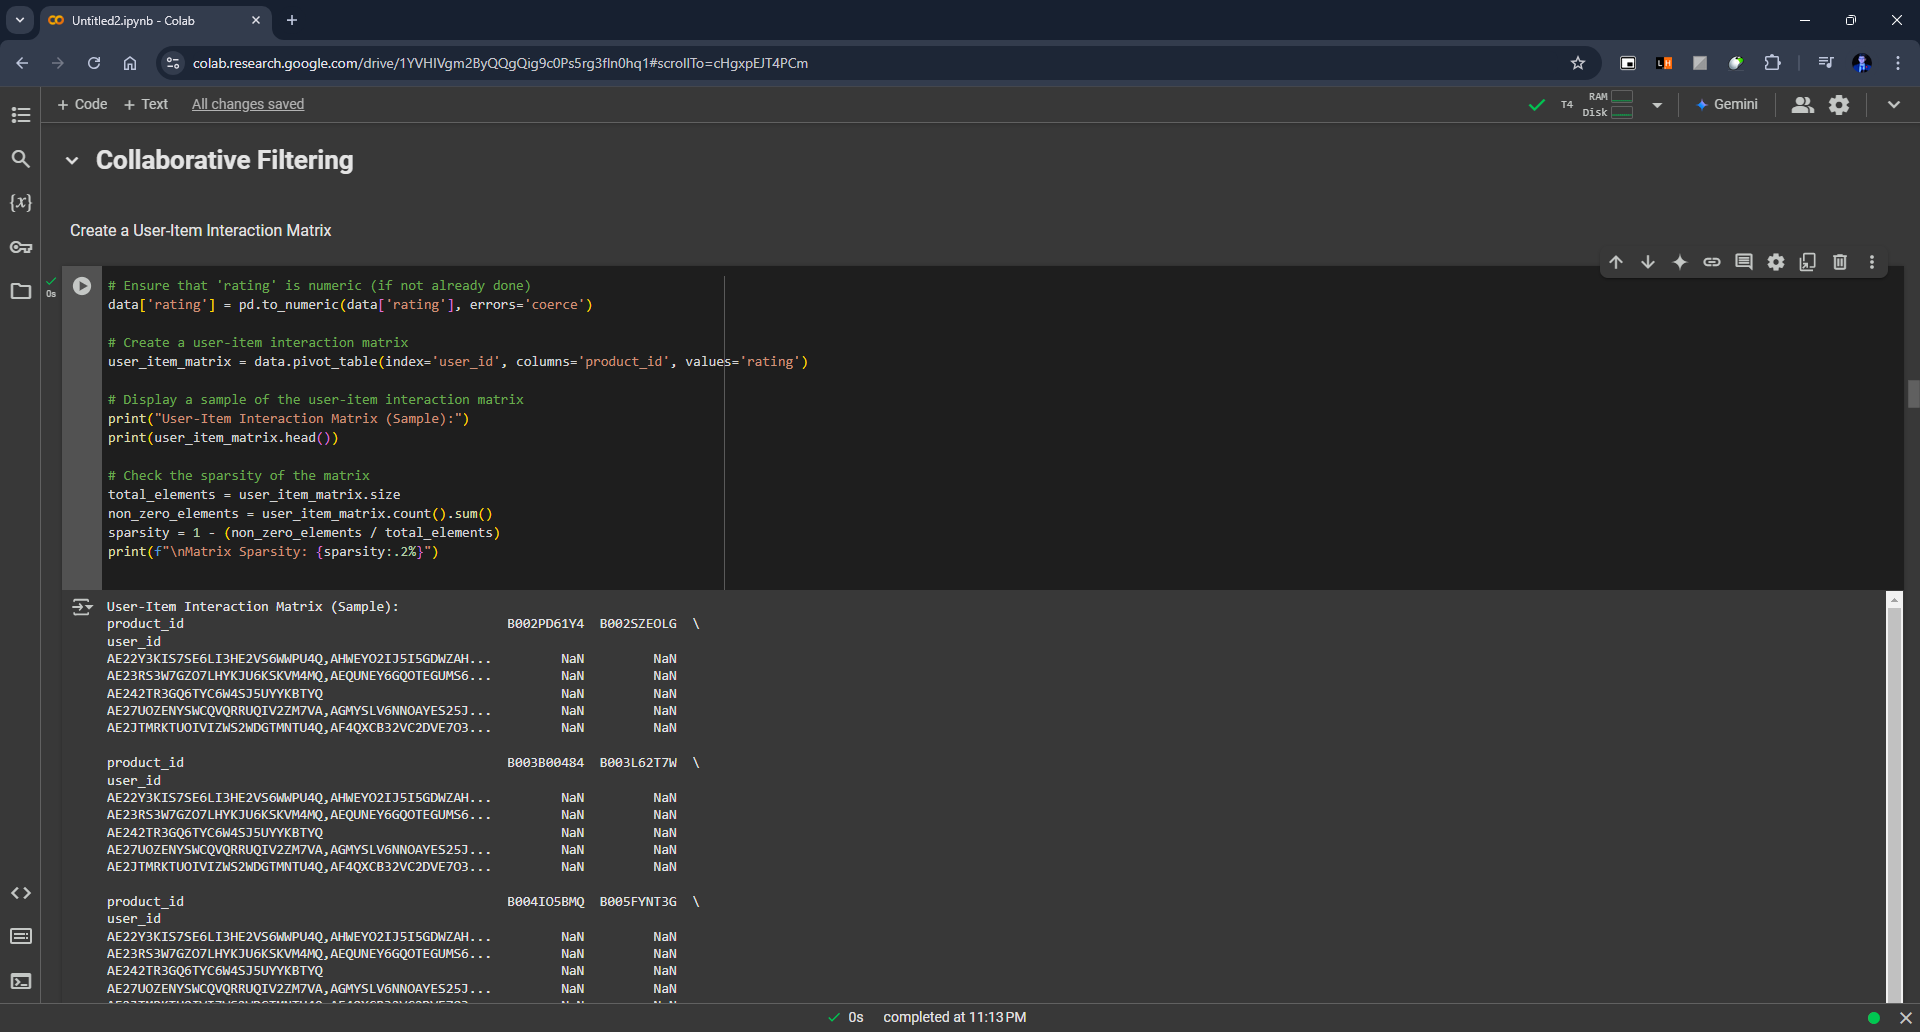 Untitled2.ipynb - Colab
colab.research.google.com/drive/1YVHIVgm2ByQQgQig9c0Ps5rg3fIn0hq1#scrollTo=cHgxpEJT4PCm
+ Code + Text All changes saved
T4 RAM Disk Gemini
Collaborative Filtering
Create a User-Item Interaction Matrix
0s
# Ensure that 'rating' is numeric (if not already done)
data['rating'] = pd.to_numeric(data['rating'], errors='coerce')
# Create a user-item interaction matrix
user_item_matrix = data.pivot_table(index='user_id', columns='product_id', values='rating')
# Display a sample of the user-item interaction matrix
print("User-Item Interaction Matrix (Sample):")
print(user_item_matrix.head())
# Check the sparsity of the matrix
total_elements = user_item_matrix.size
non_zero_elements = user_item_matrix.count().sum()
sparsity = 1 - (non_zero_elements / total_elements)
print(f"\nMatrix Sparsity: {sparsity:.2%}")
User-Item Interaction Matrix (Sample):
product_id B002PD61Y4 B002SZEOLG \
user_id
AE22Y3KIS7SE6LI3HE2VS6WWPU4Q,AHWEYO2IJ5I5GDWZAH... NaN NaN
AE23RS3W7GZO7LHYKJU6KSKVM4MQ,AEQUNEY6GQOTEGUMS6... NaN NaN
AE242TR3GQ6TYC6W4SJ5UYYKBTYQ NaN NaN
AE27UOZENYSWCQVQRRUQIV2ZM7VA,AGMYSLV6NNOAYES25J... NaN NaN
AE2JTMRKTUOIVIZWS2WDGTMNTU4Q,AF4QXCB32VC2DVE7O3... NaN NaN
product_id B003B00484 B003L62T7W \
user_id
AE22Y3KIS7SE6LI3HE2VS6WWPU4Q,AHWEYO2IJ5I5GDWZAH... NaN NaN
AE23RS3W7GZO7LHYKJU6KSKVM4MQ,AEQUNEY6GQOTEGUMS6... NaN NaN
AE242TR3GQ6TYC6W4SJ5UYYKBTYQ NaN NaN
AE27UOZENYSWCQVQRRUQIV2ZM7VA,AGMYSLV6NNOAYES25J... NaN NaN
AE2JTMRKTUOIVIZWS2WDGTMNTU4Q,AF4QXCB32VC2DVE7O3... NaN NaN
product_id B004IO5BMQ B005FYNT3G \
user_id
AE22Y3KIS7SE6LI3HE2VS6WWPU4Q,AHWEYO2IJ5I5GDWZAH... NaN NaN
AE23RS3W7GZO7LHYKJU6KSKVM4MQ,AEQUNEY6GQOTEGUMS6... NaN NaN
AE242TR3GQ6TYC6W4SJ5UYYKBTYQ NaN NaN
AE27UOZENYSWCQVQRRUQIV2ZM7VA,AGMYSLV6NNOAYES25J... NaN NaN
0s completed at 11:13 PM